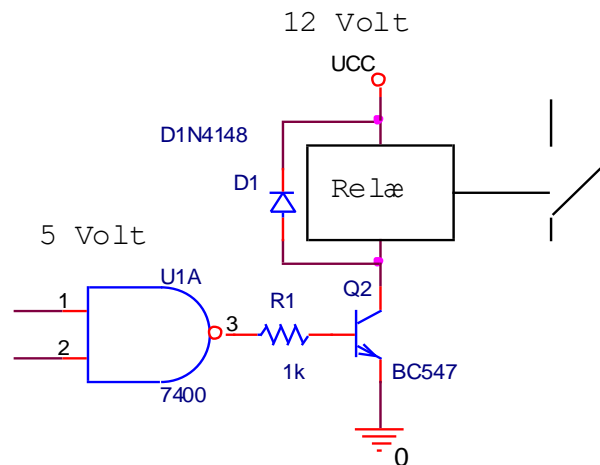 12 Volt
UCC
D1N4148
D1
Relæ
5 Volt
U1A
R1
Q2
1
3
2
1k
BC547
7400
0